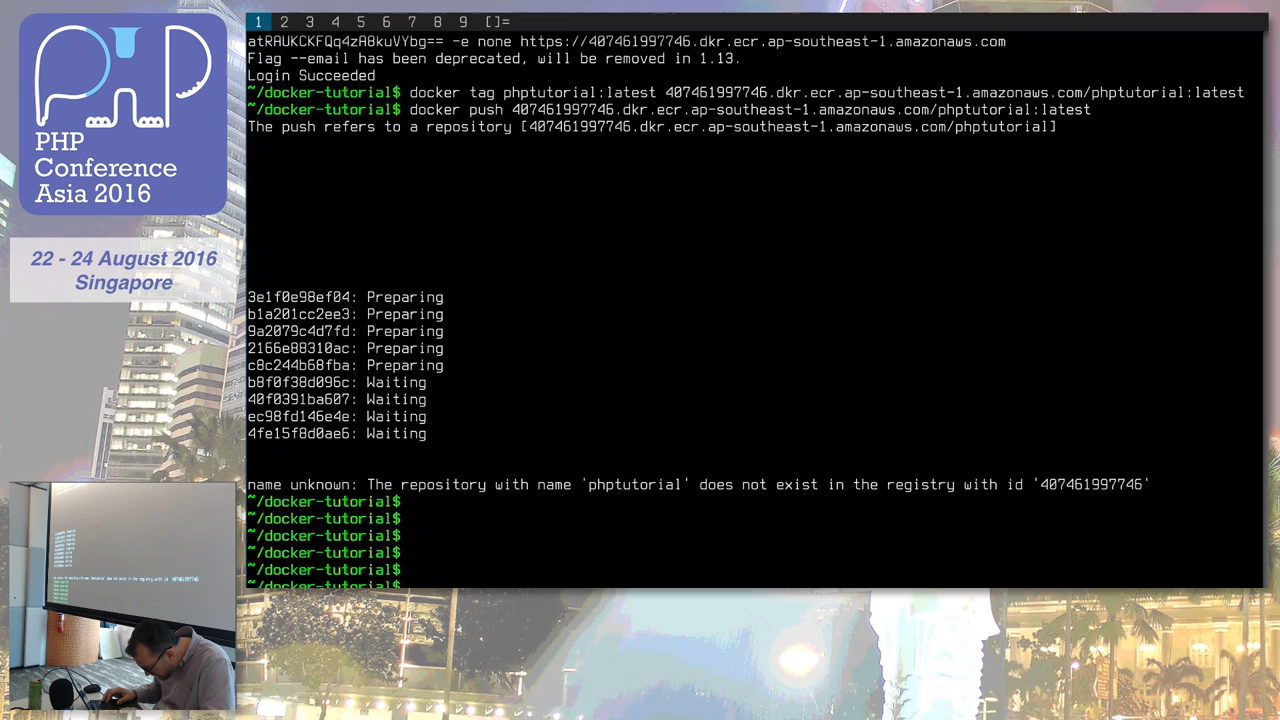 PHP
Conference
Asia 2016
22 - 24 August 2016
Singapore
1 2 3 4 5 6 7 8 9 []=
atRAUKCKFQq4zA8kuVYbg== -e none https://407461997746.dkr.ecr.ap-southeast-1.amazonaws.com
Flag --email has been deprecated, will be removed in 1.13.
Login Succeeded
~/docker-tutorial$ docker tag phptutorial:latest 407461997746.dkr.ecr.ap-southeast-1.amazonaws.com/phptutorial:latest
~/docker-tutorial$ docker push 407461997746.dkr.ecr.ap-southeast-1.amazonaws.com/phptutorial:latest
The push refers to a repository [407461997746.dkr.ecr.ap-southeast-1.amazonaws.com/phptutorial]
3e1f0e98ef04: Preparing
b1a201cc2ee3: Preparing
9a2079c4d7fd: Preparing
2166e88310ac: Preparing
c8c244b68fba: Preparing
b8f0f38d096c: Waiting
40f0391ba607: Waiting
ec98fd146e4e: Waiting
4fe15f8d0ae6: Waiting
name unknown: The repository with name 'phptutorial' does not exist in the registry with id '407461997746'
~/docker-tutorial$
~/docker-tutorial$
~/docker-tutorial$
~/docker-tutorial$
~/docker-tutorial$
~/docker-tutorial$